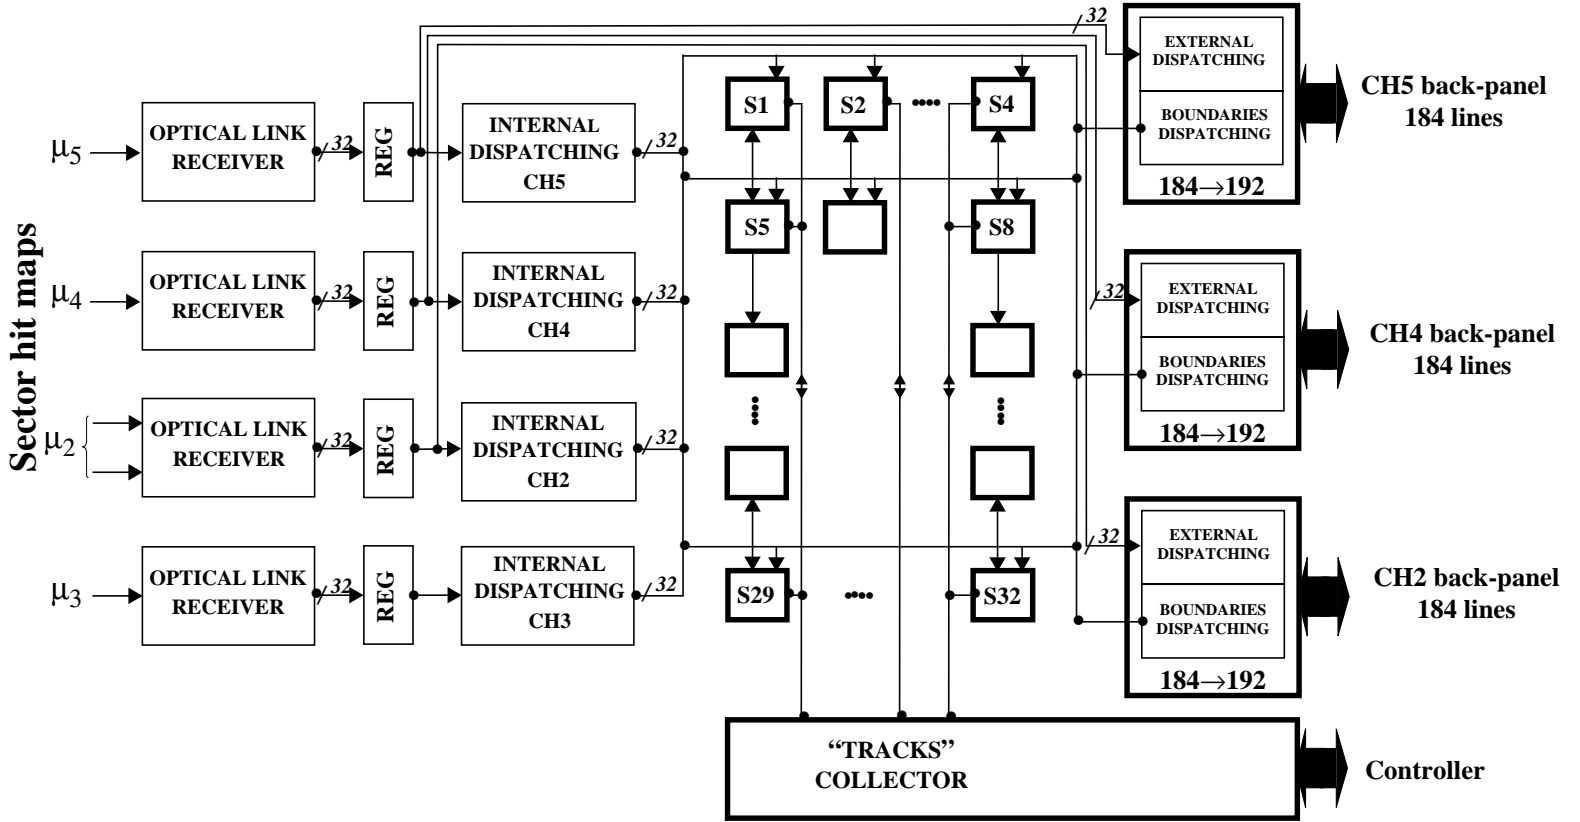 Sector hit maps
μ5
OPTICAL LINK
RECEIVER
32
REG
INTERNAL
DISPATCHING
CH5
32
μ4
OPTICAL LINK
RECEIVER
32
REG
INTERNAL
DISPATCHING
CH4
32
μ2
OPTICAL LINK
RECEIVER
32
REG
INTERNAL
DISPATCHING
CH2
32
μ3
OPTICAL LINK
RECEIVER
32
REG
INTERNAL
DISPATCHING
CH3
32
S1
S2
S4
S5
S8
S29
S32
32
EXTERNAL
DISPATCHING
BOUNDARIES
DISPATCHING
184→192
CH5 back-panel
184 lines
32
EXTERNAL
DISPATCHING
BOUNDARIES
DISPATCHING
184→192
CH4 back-panel
184 lines
32
EXTERNAL
DISPATCHING
BOUNDARIES
DISPATCHING
184→192
CH2 back-panel
184 lines
“TRACKS”
COLLECTOR
Controller